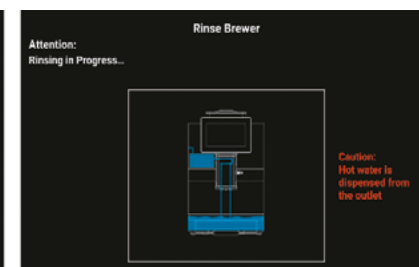 Rinse Brewer
Attention:
Rinsing in Progress...
Caution:
Hot water is
dispensed from
the outlet